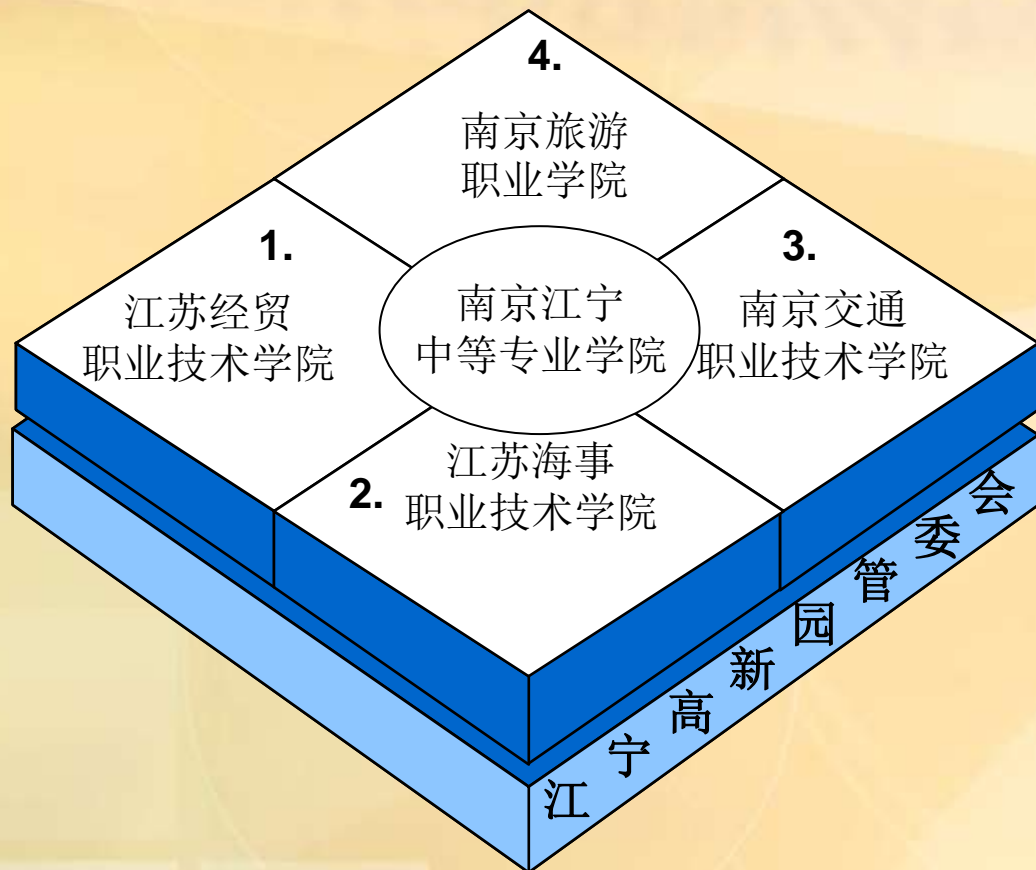 4.
南京旅游
职业学院
1.
江苏经贸
职业技术学院
南京江宁
中等专业学院
3.
南京交通
职业技术学院
2.
江苏海事
职业技术学院
江宁高新园管委会